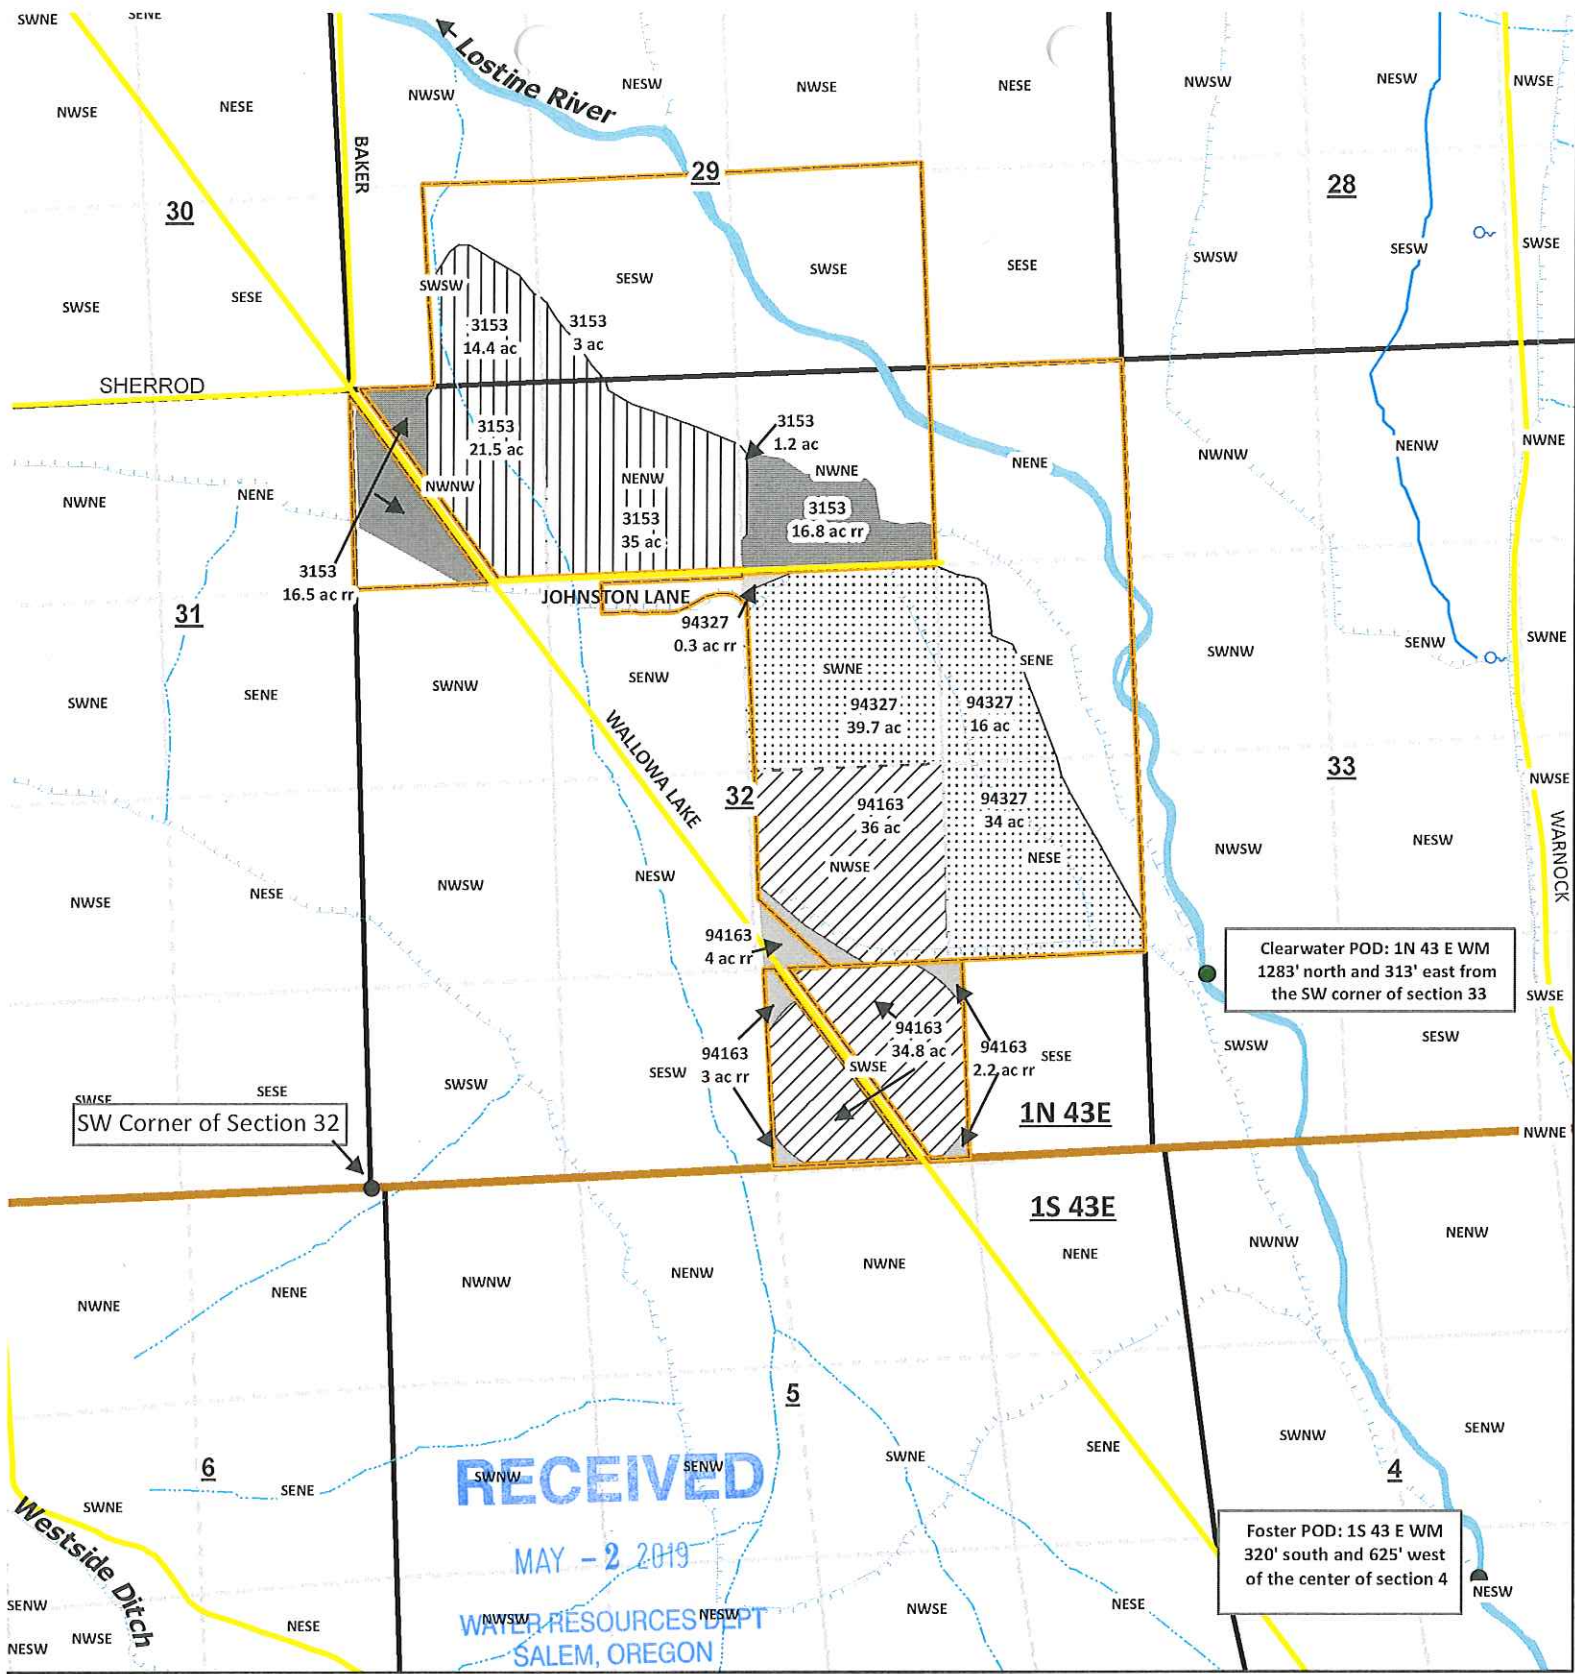 SWNE
SENE
Lostine River
NWSE
NESE
NWSW
NESW
NWSE
NESE
NWSW
NESW
NWSE
BAKER
30
29
28
SWSE
SESE
SWSW
SESW
SWSE
SESE
SWSW
SESW
SWSE
3153
14.4 ac
3153
3 ac
SHERROD
3153
21.5 ac
3153
1.2 ac
NWNE
NENE
NWNW
NENW
NWNE
NENE
NWNW
NENW
NWNE
3153
35 ac
3153
16.8 ac rr
3153
16.5 ac rr
JOHNSTON LANE
31
94327
0.3 ac rr
SWNE
SENE
SWNW
SENW
SWNE
SENE
SWNW
SENW
SWNE
94327
39.7 ac
94327
16 ac
WALLOWA LAKE
32
33
NWSE
94163
36 ac
94327
34 ac
WARNOCK
NWSE
NESE
NWSW
NESW
NWSE
NESE
NWSW
NESW
94163
4 ac rr
Clearwater POD: 1N 43 E WM
1283' north and 313' east from
the SW corner of section 33
SWSE
94163
3 ac rr
94163
34.8 ac
94163
2.2 ac rr
SWSE
SESE
SWSW
SESW
SWSE
SESE
SWSW
SESW
SW Corner of Section 32
1N 43E
NWNE
1S 43E
NWNE
NENE
NWNW
NENW
NWNE
NENE
NWNW
NENW
5
6
4
SWNE
SENE
SWNW
SENW
SWNE
SENE
SWNW
SENW
RECEIVED
MAY - 2 2019
WATER RESOURCES DEPT
SALEM, OREGON
Westside Ditch
Foster POD: 1S 43 E WM
320' south and 625' west
of the center of section 4
SENW
NESW
NWSE
NESE
NWSW
NESW
NWSE
NESE
NESW